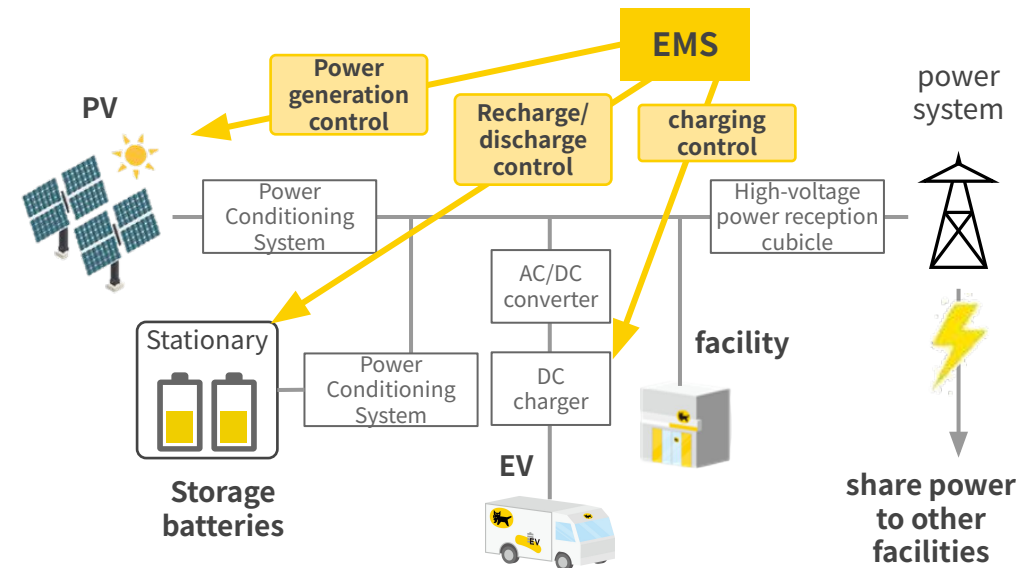 EMS
Power
generation
control
Recharge/
discharge
control
charging
control
power
system
PV
Power
Conditioning
System
High-voltage
power reception
cubicle
AC/DC
converter
Stationary
Power
Conditioning
System
DC
charger
facility
EV
EV
Storage
batteries
share power
to other
facilities